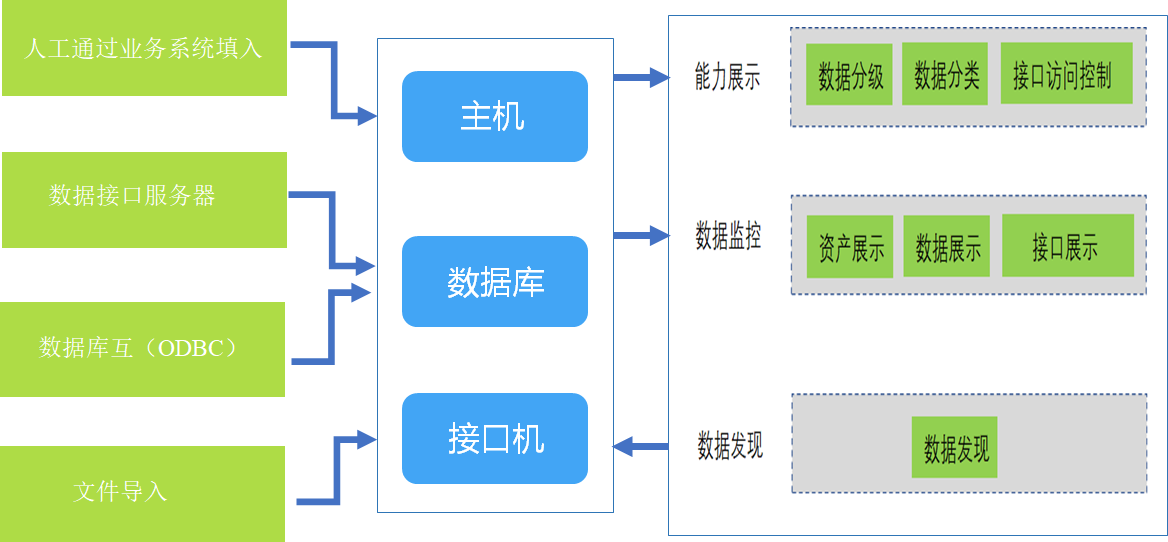 人工通过业务系统填入
数据接口服务器
数据库互（ODBC）
文件导入
主机
数据库
接口机
能力展示
数据分级
数据分类
接口访问控制
数据监控
资产展示
数据展示
接口展示
数据发现
数据发现